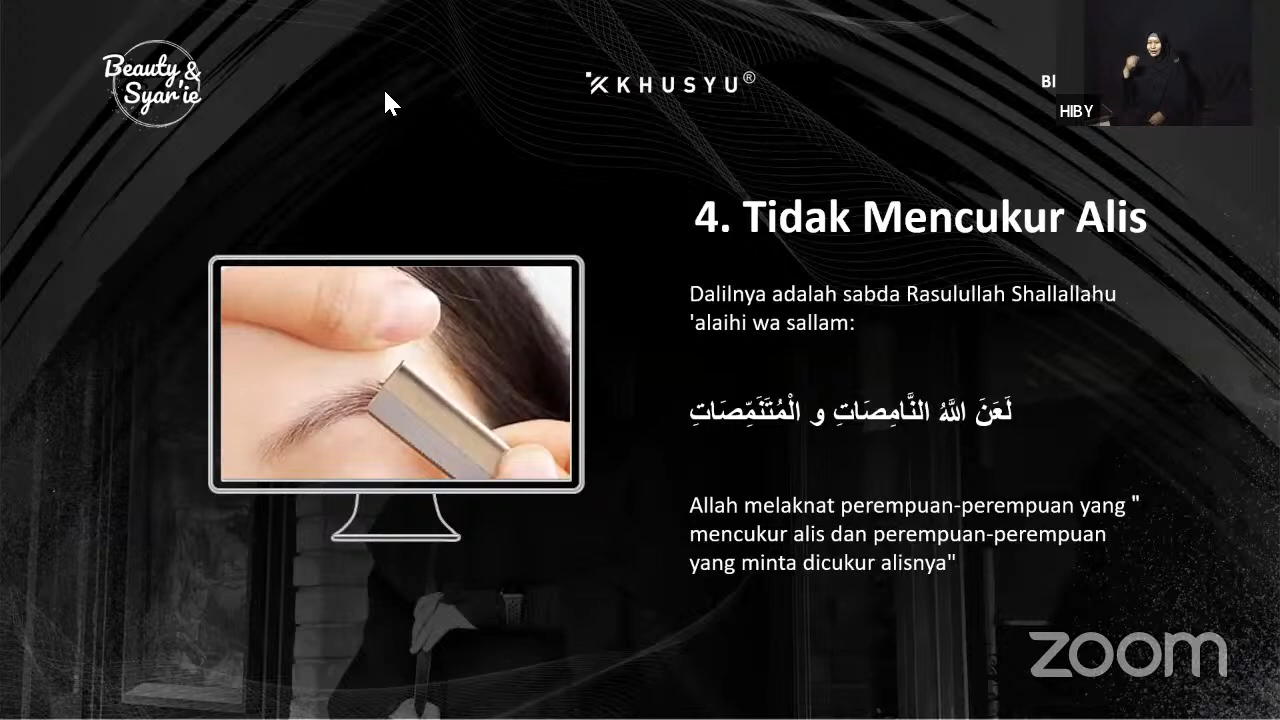 Beauty &
Syar'ie
KHUSYU®
HIBY
4. Tidak Mencukur Alis
Dalilnya adalah sabda Rasulullah Shallallahu
'alaihi wa sallam:
لَعَنَ اللَّهُ النَّامِصَاتِ و الْمُتَنَمِّصَاتِ
Allah melaknat perempuan-perempuan yang "
mencukur alis dan perempuan-perempuan
yang minta dicukur alisnya"
zoom